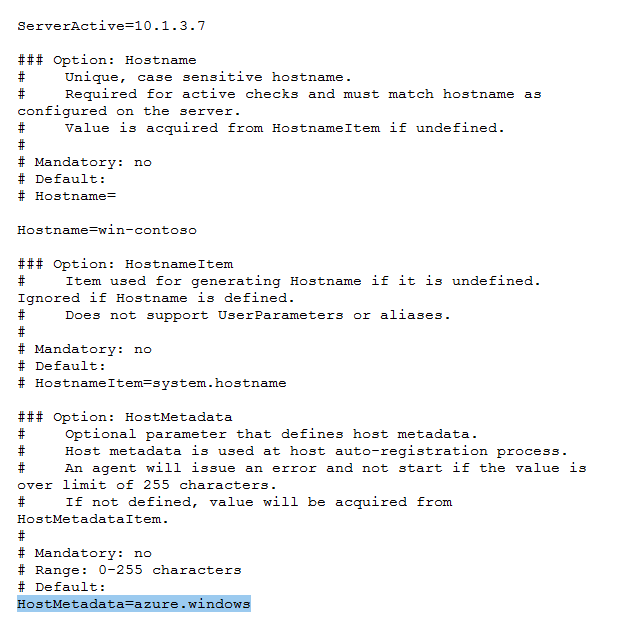 ServerActive=10.1.3.7
### Option: Hostname
#     Unique, case sensitive hostname.
#     Required for active checks and must match hostname as
configured on the server.
#     Value is acquired from HostnameItem if undefined.
#
# Mandatory: no
# Default:
# Hostname=
Hostname=win-contoso
### Option: HostnameItem
#     Item used for generating Hostname if it is undefined.
Ignored if Hostname is defined.
#     Does not support UserParameters or aliases.
#
# Mandatory: no
# Default:
# HostnameItem=system.hostname
### Option: HostMetadata
#     Optional parameter that defines host metadata.
#     Host metadata is used at host auto-registration process.
#     An agent will issue an error and not start if the value is
over limit of 255 characters.
#     If not defined, value will be acquired from
HostMetadataItem.
#
# Mandatory: no
# Range: 0-255 characters
# Default:
HostMetadata=azure.windows